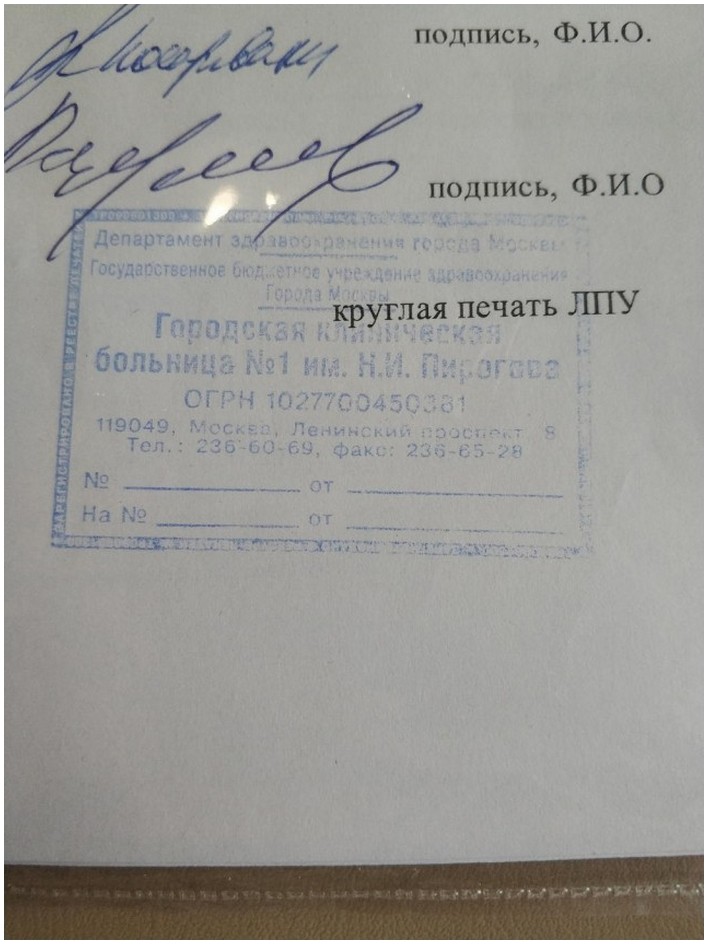 подпись, Ф.И.О.
подпись, Ф.И.О
Департамент здравоохранения города Москвы
Государственное бюджетное учреждение здравоохранения
Города Москвы
круглая печать ЛПУ
Городская клиническая
больница №1 им. Н.И. Пирогова
ОГРН 1027700450381
119049, Москва, Ленинский проспект 8
Тел.: 236-60-69, факс: 236-65-28
№ от
На № от
ЗАРЕГИСТРИРОВАНО В РЕЕСТРЕ